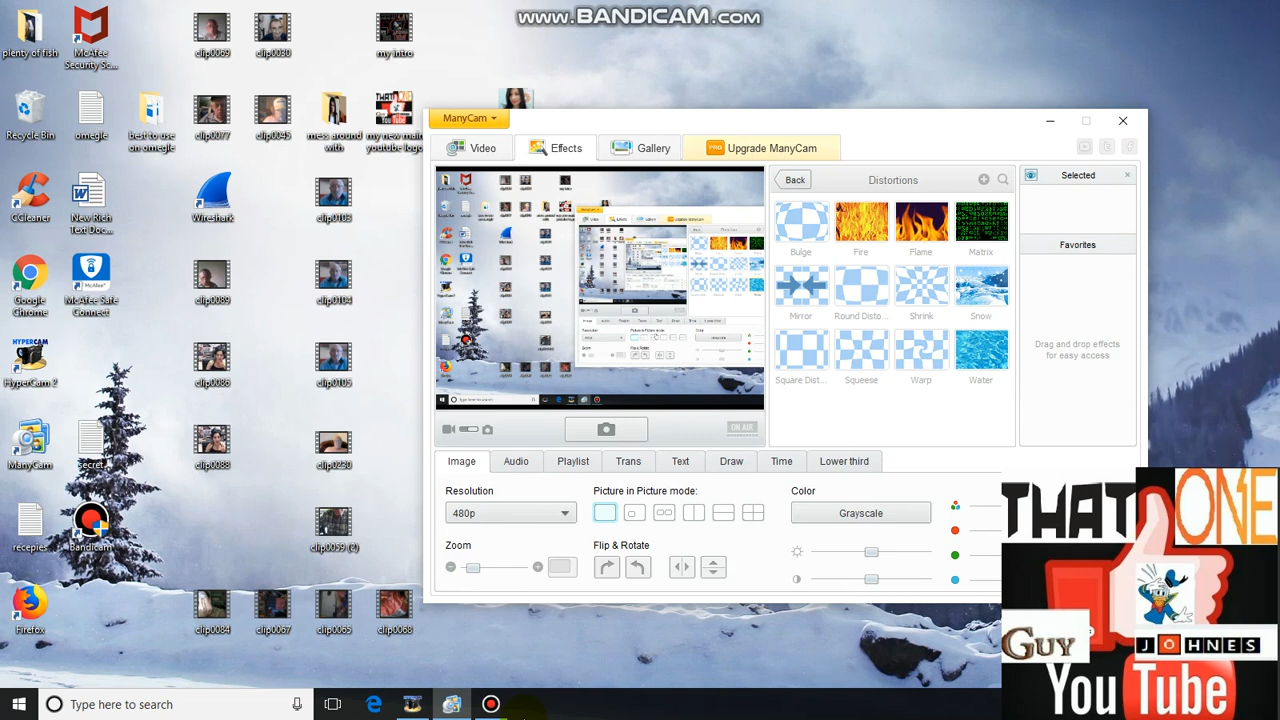 www.BANDICAM.com
plenty of fish
McAfee Security Sc...
clip0069
clip0030
my intro
Recycle Bin
omegle
best to use on omegle
clip0077
clip0045
mess around with
my new main youtube logo
CCleaner
New Rich Text Doc...
Wireshark
clip0103
Google Chrome
McAfee Safe Connect
clip0089
clip0104
HyperCam 2
clip0086
clip0105
ManyCam
secret
clip0088
clip0230
recepies
Bandicam
clip0059 (2)
Firefox
clip0084
clip0067
clip0065
clip0068
ManyCam
Video
Effects
Gallery
PRO Upgrade ManyCam
Back
Distortions
Selected
Bulge
Fire
Flame
Matrix
Favorites
Mirror
Round Disto...
Shrink
Snow
Drag and drop effects for easy access
Square Dist...
Squeese
Warp
Water
ON AIR
Image
Audio
Playlist
Trans
Text
Draw
Time
Lower third
Resolution
Picture in Picture mode:
Color
480p
Grayscale
Zoom
Flip & Rotate
THAT ONE
GUY
JOHNES
YouTube
Type here to search